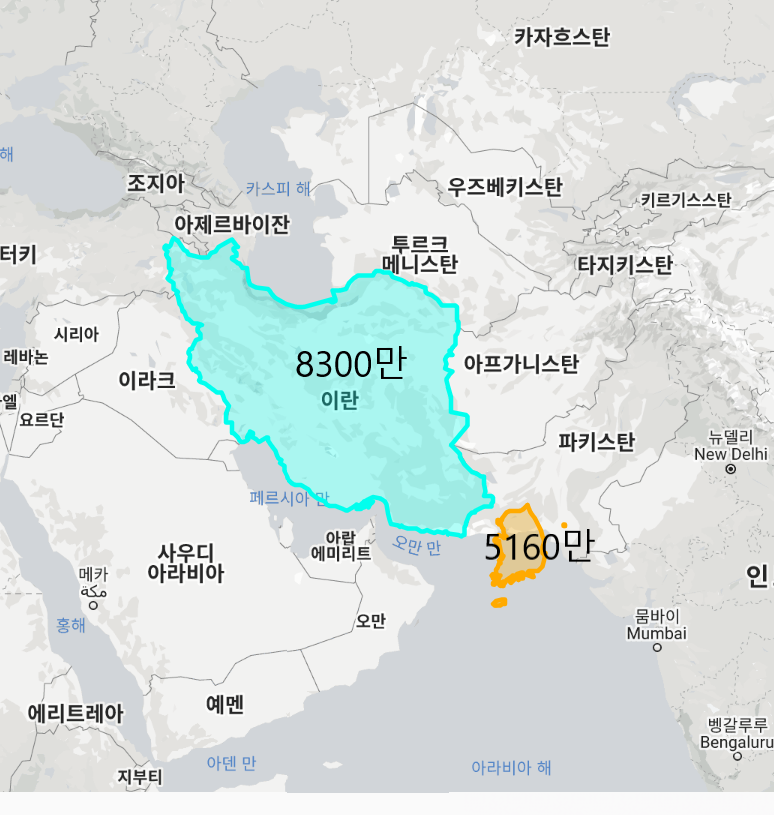 카자흐스탄
해
조지아
카스피 해
우즈베키스탄
키르기스스탄
아제르바이잔
투르크
메니스탄
터키
타지키스탄
시리아
레바논
8300만
아프가니스탄
이라크
이란
엘
요르단
파키스탄
뉴델리
New Delhi
페르시아 만
아랍
에미리트
오만 만
5160만
사우디
아라비아
메카
مكة
인
홍해
오만
뭄바이
Mumbai
예멘
에리트레아
벵갈루루
Bengaluru
아덴 만
아라비아 해
지부티